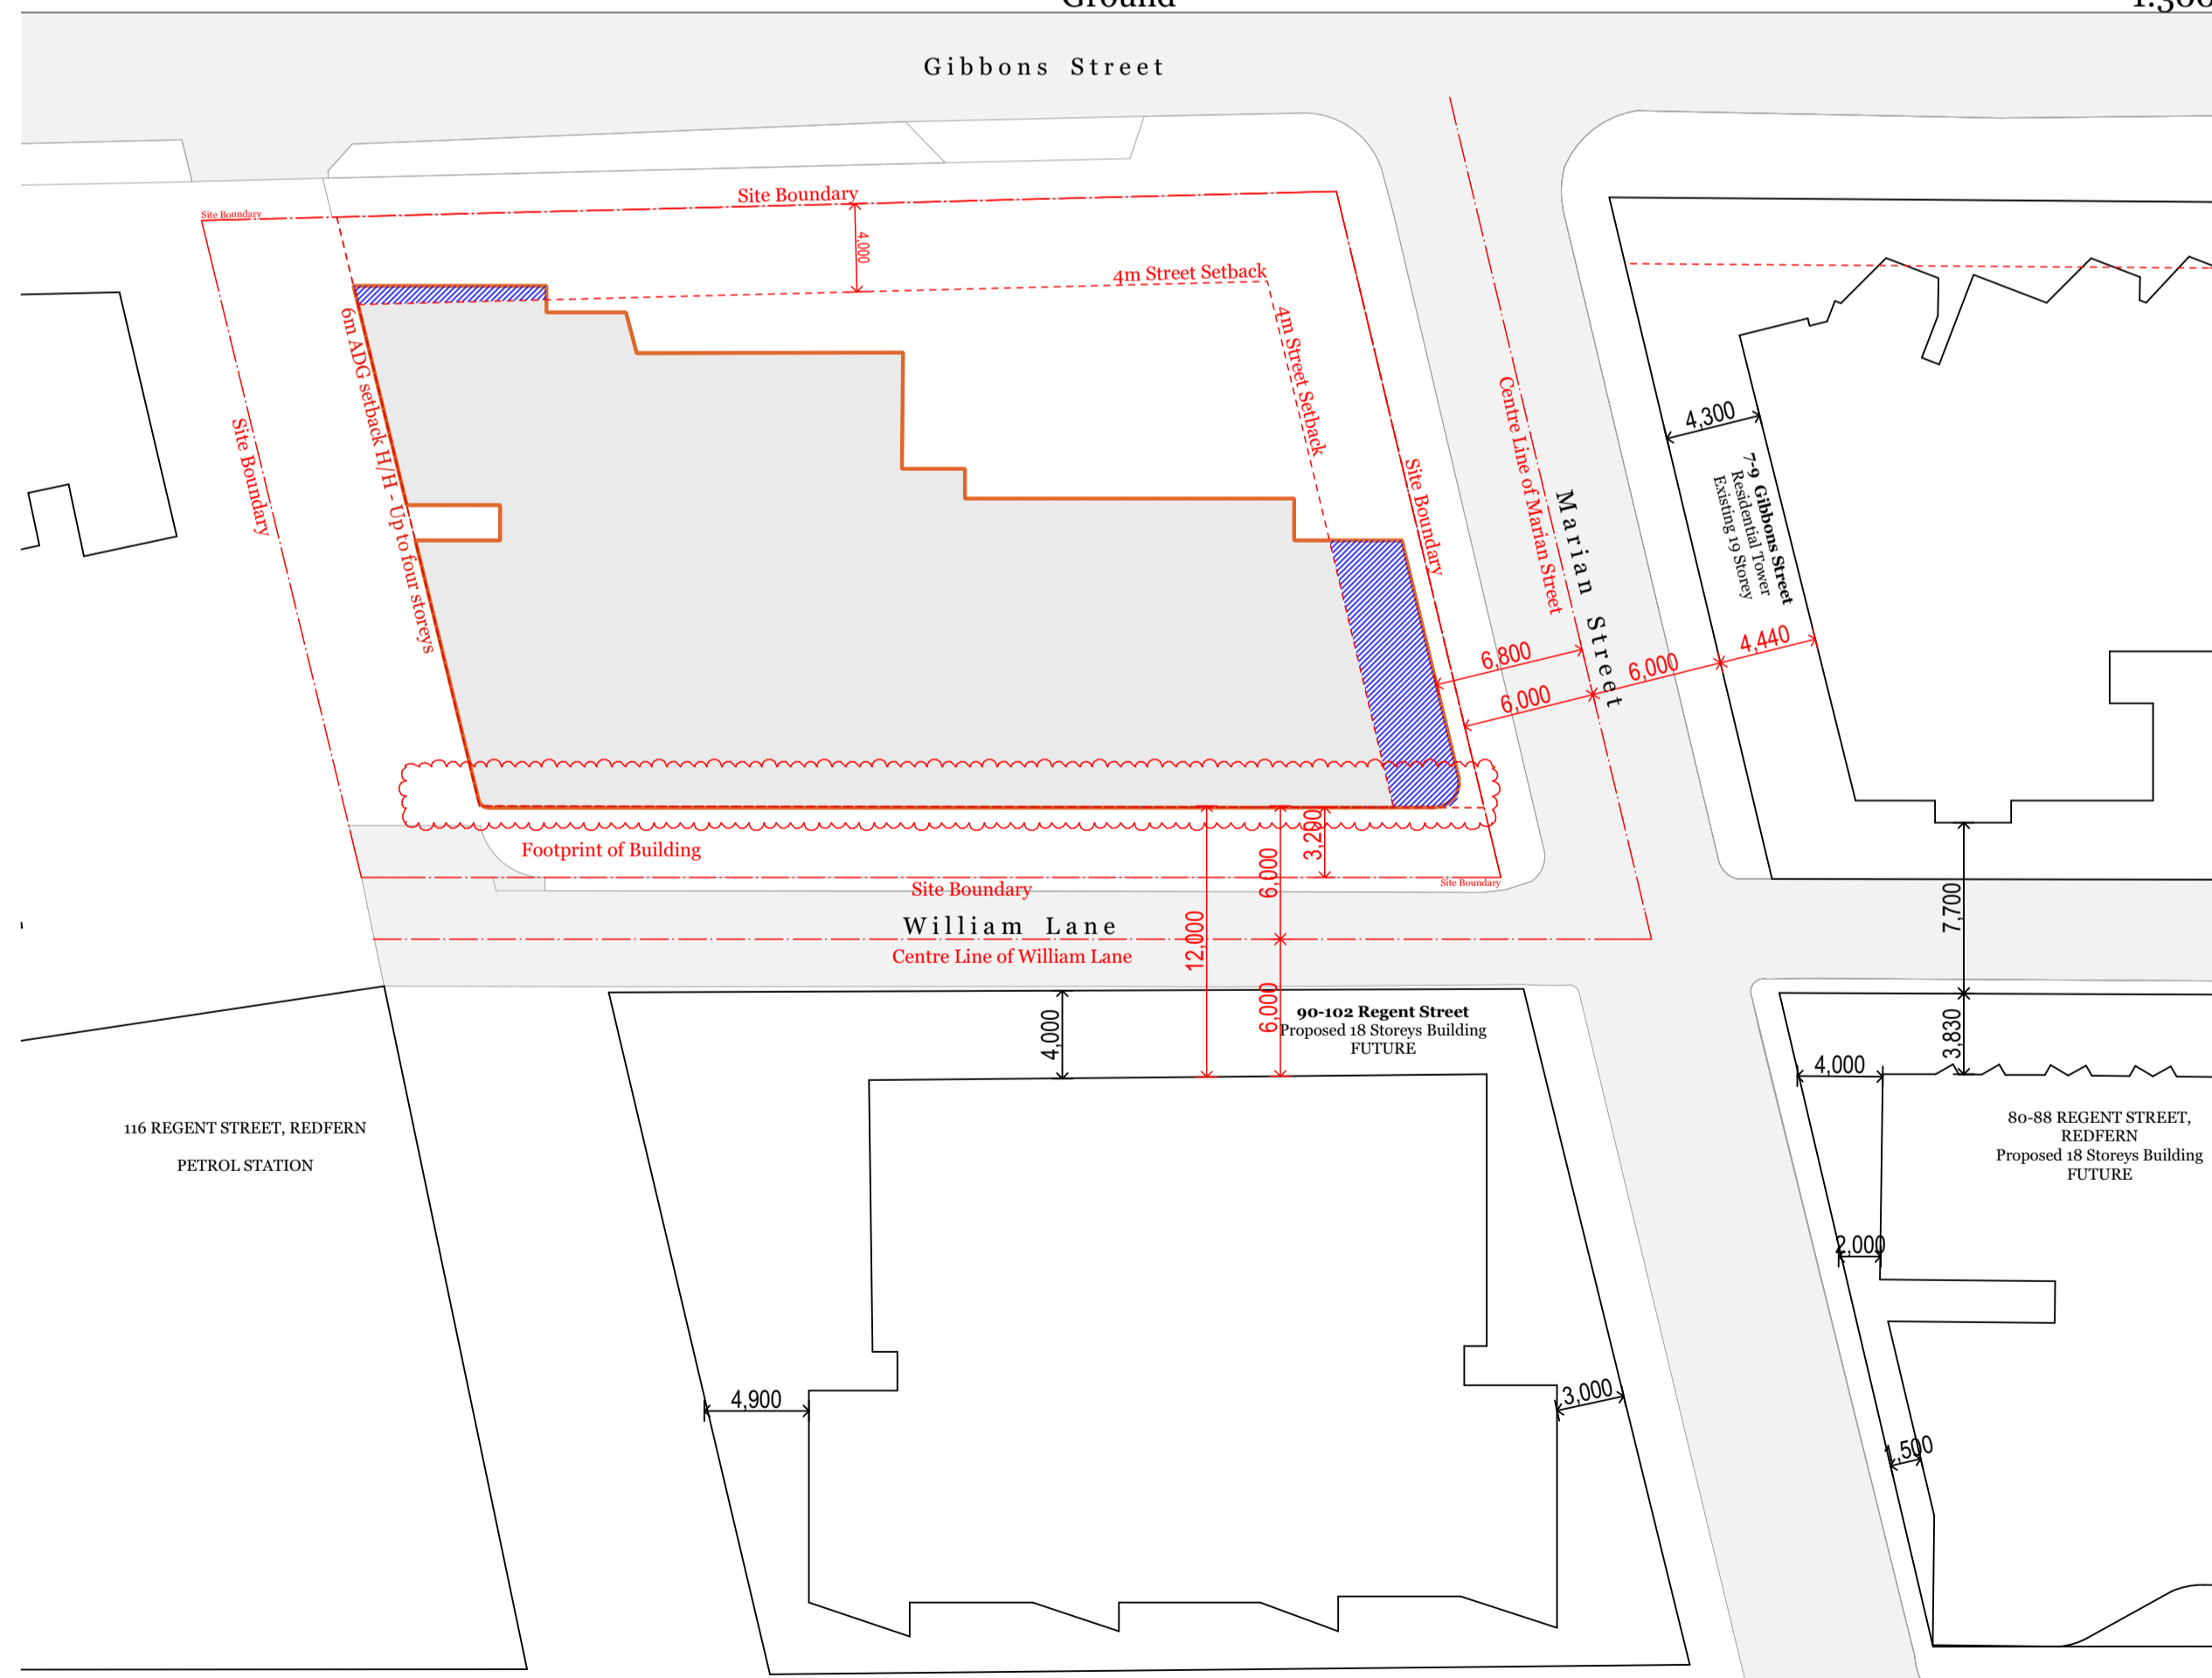 Ground
Gibbons Street
Site Boundary
Site Boundary
4,000
4m Street Setback
4m Street Setback
6m ADG setback H/H - Up to four storeys
Site Boundary
Site Boundary
Centre Line of Marian Street
Marian Street
4,300
7-9 Gibbons Street
Residential Tower
Existing 19 Storey
6,800
6,000
6,000
4,440
Footprint of Building
3,200
6,000
12,000
Site Boundary
Site Boundary
William Lane
Centre Line of William Lane
7,700
6,000
4,000
90-102 Regent Street
Proposed 18 Storeys Building
FUTURE
3,830
4,000
116 REGENT STREET, REDFERN
PETROL STATION
80-88 REGENT STREET,
REDFERN
Proposed 18 Storeys Building
FUTURE
2,000
4,900
3,000
1,500